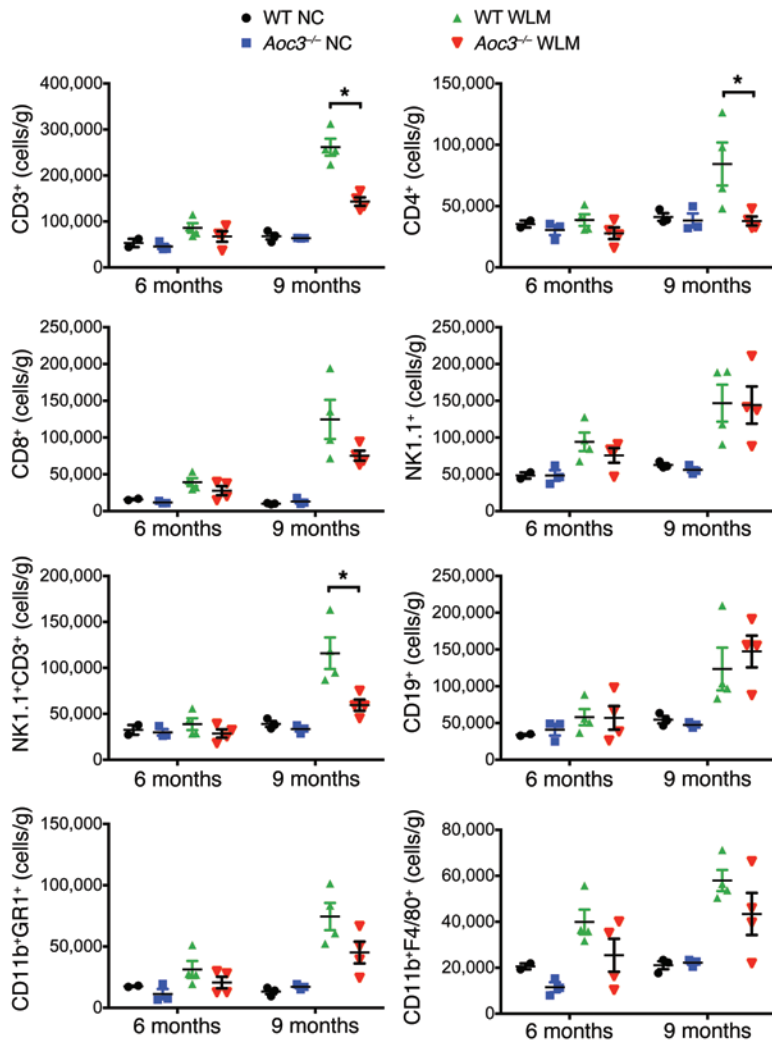 WT NC
WT WLM
Aoc3⁻/⁻ NC
Aoc3⁻/⁻ WLM
CD3⁺ (cells/g)
400,000
300,000
200,000
100,000
0
*
6 months
9 months
CD4⁺ (cells/g)
150,000
100,000
50,000
0
*
6 months
9 months
CD8⁺ (cells/g)
250,000
200,000
150,000
100,000
50,000
0
6 months
9 months
NK1.1⁺ (cells/g)
250,000
200,000
150,000
100,000
50,000
0
6 months
9 months
NK1.1⁺CD3⁺ (cells/g)
200,000
150,000
100,000
50,000
0
*
6 months
9 months
CD19⁺ (cells/g)
250,000
200,000
150,000
100,000
50,000
0
6 months
9 months
CD11b⁺GR1⁺ (cells/g)
150,000
100,000
50,000
0
6 months
9 months
CD11b⁺F4/80⁺ (cells/g)
80,000
60,000
40,000
20,000
0
6 months
9 months